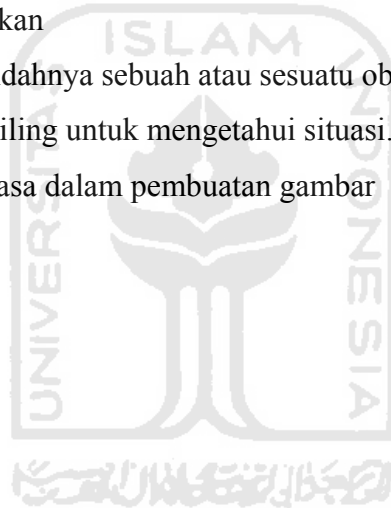 kan
dahnya sebuah atau sesuatu ob
iling untuk mengetahui situasi.
asa dalam pembuatan gambar
ISLAM
UNIVERSITAS
INDONESIA